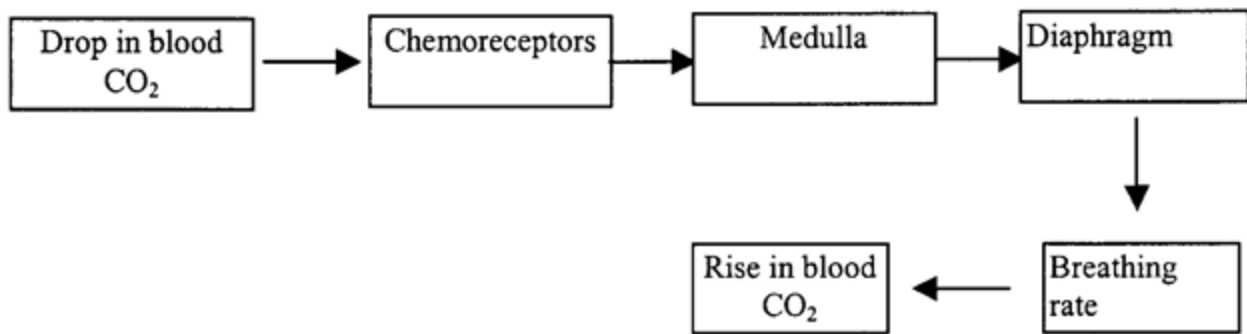 Drop in blood
CO₂
Chemoreceptors
Medulla
Diaphragm
Breathing
rate
Rise in blood
CO₂